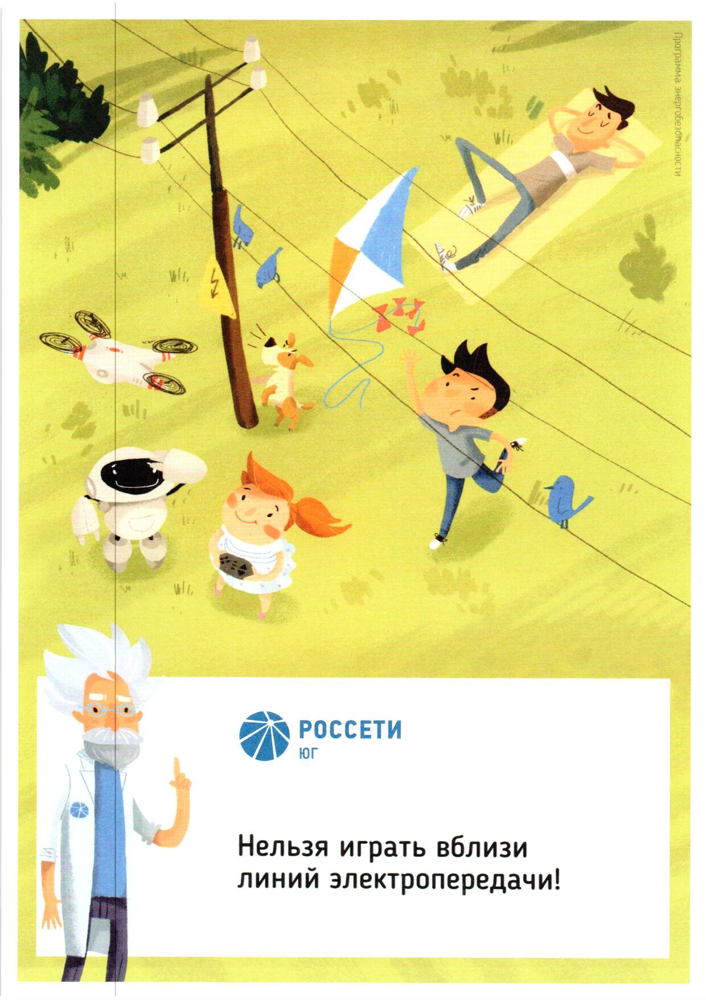 Программа энергобезопасности
РОССЕТИ
ЮГ
Нельзя играть вблизи
линий электропередачи!